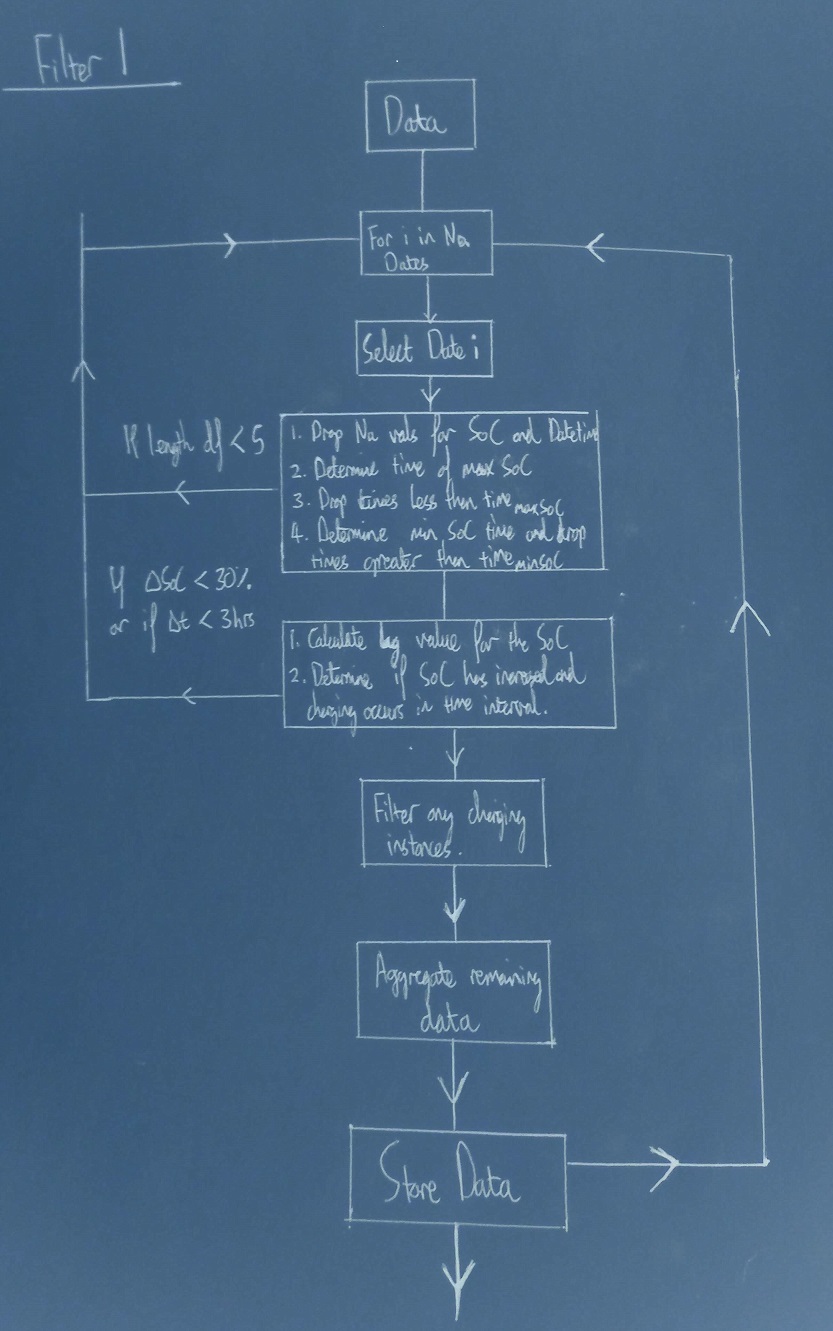 Filter 1
Data
For i in Na
Dates
Select Date i
If length df < 5
1. Drop Na vals for SoC and Datetime
2. Determine time of max SoC
3. Drop times less than time maxSoC
4. Determine min SoC time and drop
times greater than time minSoC
If ΔSoC < 30%
or if Δt < 3hrs
1. Calculate lag value for the SoC
2. Determine if SoC has increased and
charging occurs in time interval.
Filter any charging
instances.
Aggregate remaining
data
Store Data